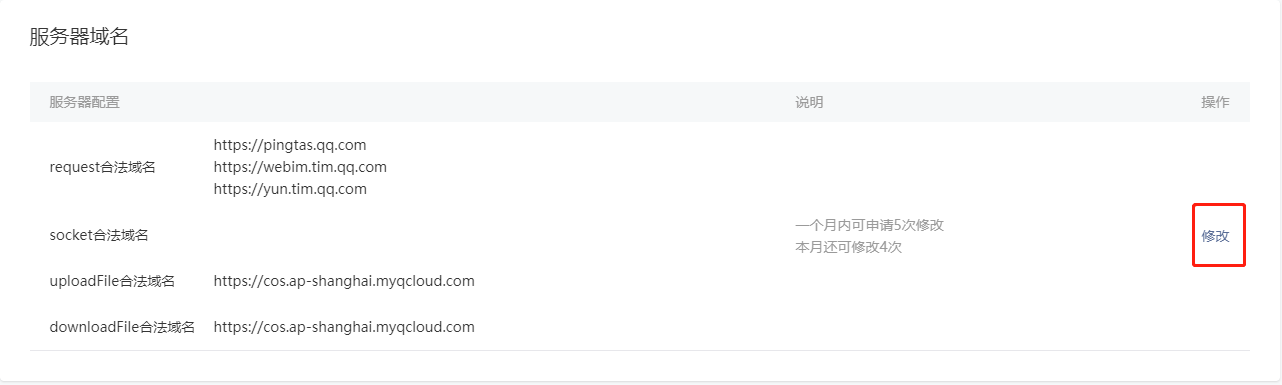 服务器域名
服务器配置 说明 操作
request合法域名 https://pingtas.qq.com
https://webim.tim.qq.com
https://yun.tim.qq.com
socket合法域名
一个月内可申请5次修改
本月还可修改4次
修改
uploadFile合法域名 https://cos.ap-shanghai.myqcloud.com
downloadFile合法域名 https://cos.ap-shanghai.myqcloud.com